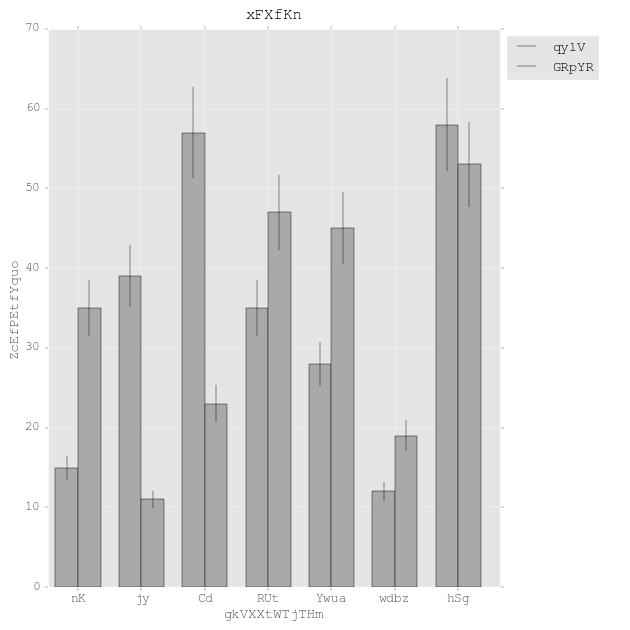 xFXfKn
qylV
GRpYR
ZcEfPEtfYquo
70
60
50
40
30
20
10
0
nK jy Cd RUt Ywua wdbz hSg
gkVXXtWTjTHm